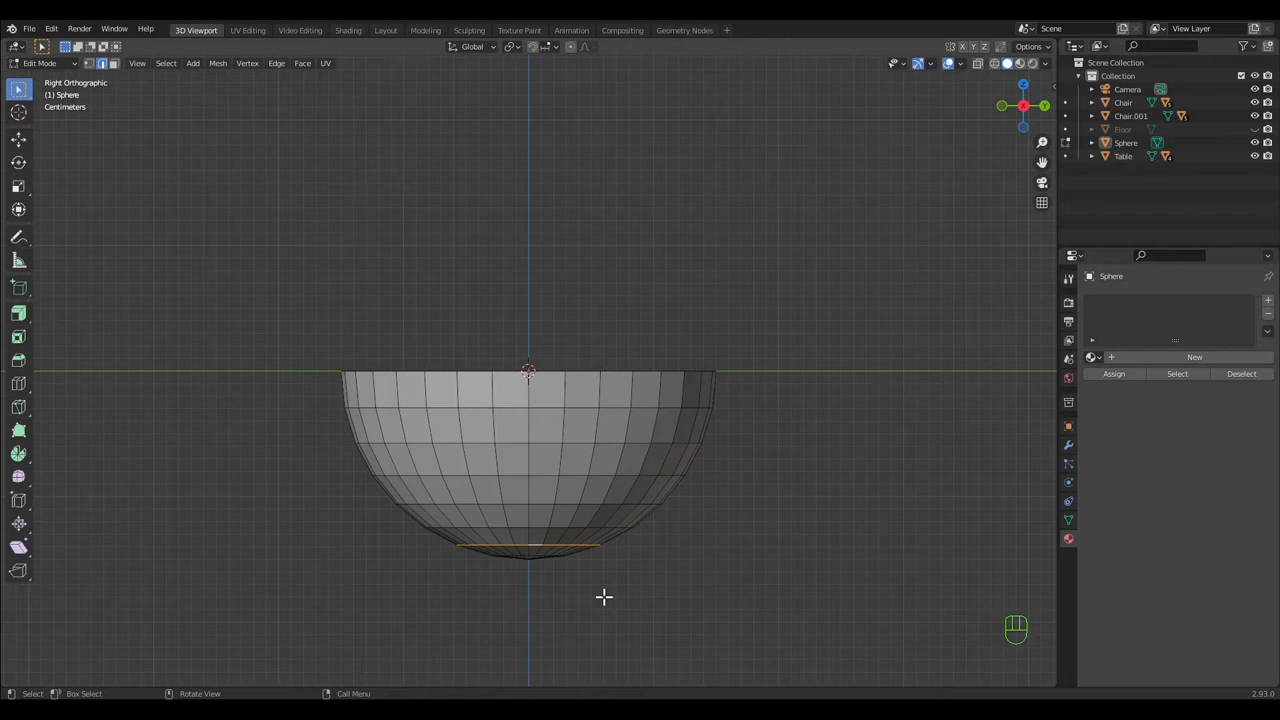 File Edit Render Window Help 3D Viewport UV Editing Video Editing Shading Layout Modeling Sculpting Texture Paint Animation Compositing Geometry Nodes Scene View Layer
Global X Y Z Options
Edit Mode View Select Add Mesh Vertex Edge Face UV
Right Orthographic
(1) Sphere
Centimeters
Z
Y
X
Scene Collection
Collection
Camera
Chair 5
Chair.001 5
Floor
Sphere
Table 4
Sphere
New
Assign Select Deselect
Select Box Select Rotate View Call Menu 2.93.0